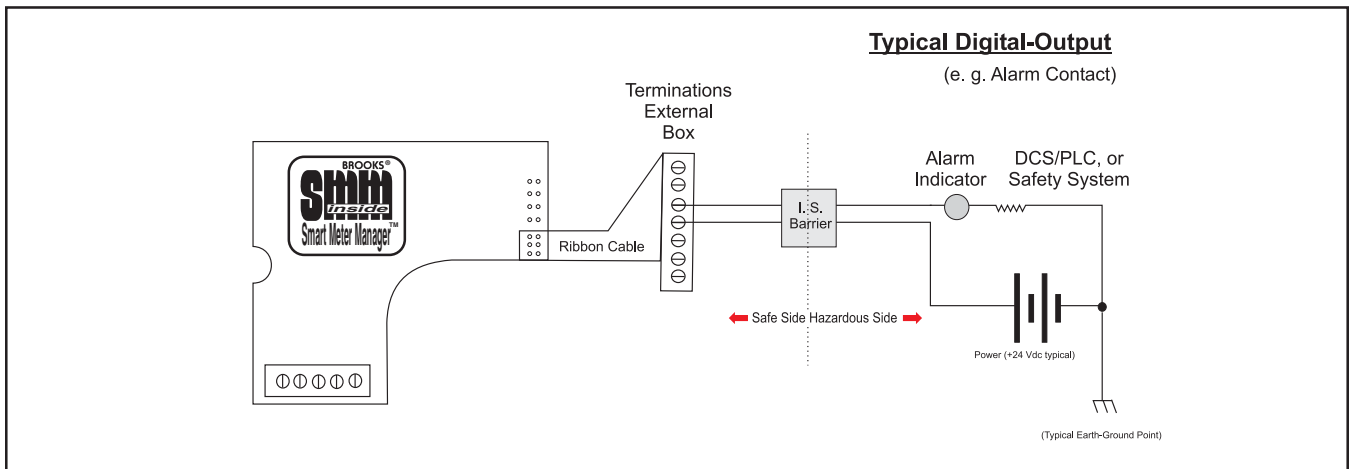 Typical Digital-Output
(e. g. Alarm Contact)
Terminations
External
Box
BROOKS®
smm
inside
Smart Meter Manager™
Ribbon Cable
I. S.
Barrier
Alarm
Indicator
DCS/PLC, or
Safety System
Safe Side Hazardous Side
Power (+24 Vdc typical)
(Typical Earth-Ground Point)